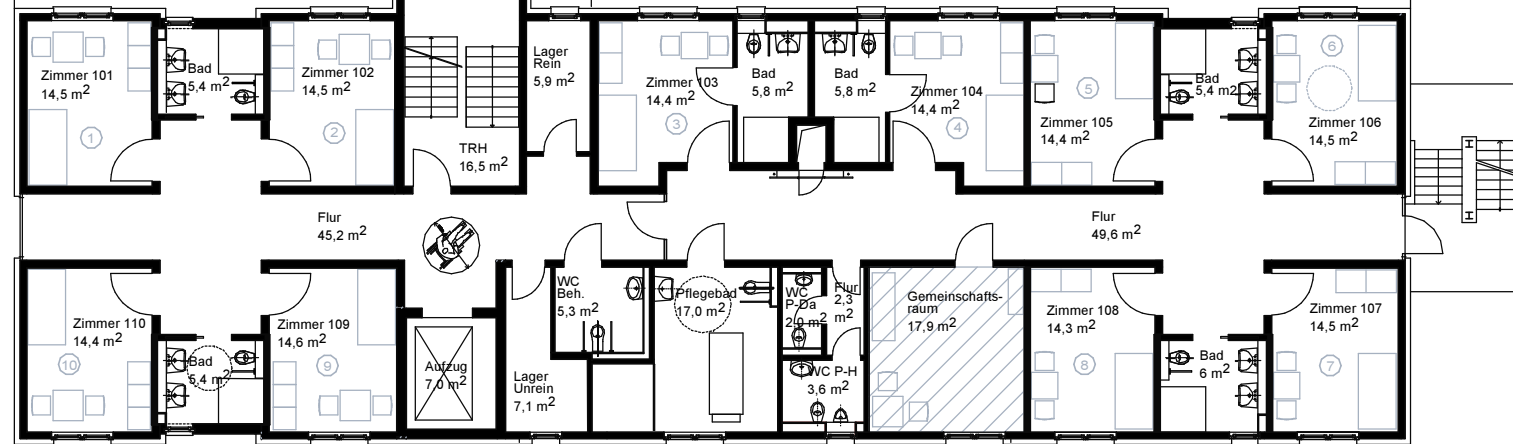 Zimmer 101
14,5 m²
1
Bad
5,4 m²
Zimmer 102
14,5 m²
2
TRH
16,5 m²
Lager
Rein
5,9 m²
Zimmer 103
14,4 m²
3
Bad
5,8 m²
Bad
5,8 m²
Zimmer 104
14,4 m²
4
5
Zimmer 105
14,4 m²
Bad
5,4 m²
6
Zimmer 106
14,5 m²
Flur
45,2 m²
Flur
49,6 m²
Zimmer 110
14,4 m²
10
Bad
5,4 m²
Zimmer 109
14,6 m²
9
Aufzug
7,0 m²
Lager
Unrein
7,1 m²
WC
Beh.
5,3 m²
Pflegebad
17,0 m²
WC
P-Da
2,0 m²
Flur
2,3
m²
WC P-H
3,6 m²
Gemeinschafts-
raum
17,9 m²
Zimmer 108
14,3 m²
8
Bad
6 m²
Zimmer 107
14,5 m²
7